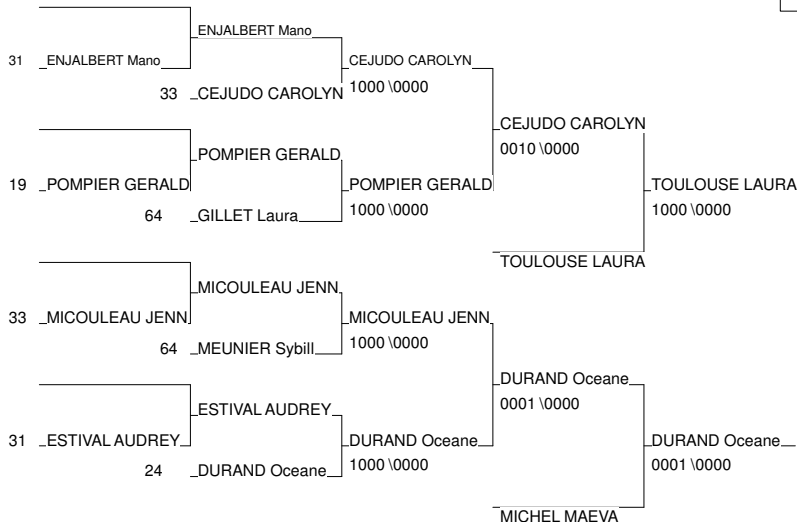 ENJALBERT Mano
31 ENJALBERT Mano CEJUDO CAROLYN
33 CEJUDO CAROLYN 1000 \0000
CEJUDO CAROLYN
0010 \0000
POMPIER GERALD
19 POMPIER GERALD POMPIER GERALD TOULOUSE LAURA
64 GILLET Laura 1000 \0000 1000 \0000
TOULOUSE LAURA
MICOULEAU JENN
33 MICOULEAU JENN MICOULEAU JENN
64 MEUNIER Sybill 1000 \0000
DURAND Oceane
0001 \0000
ESTIVAL AUDREY
31 ESTIVAL AUDREY DURAND Oceane DURAND Oceane
24 DURAND Oceane 1000 \0000 0001 \0000
MICHEL MAEVA